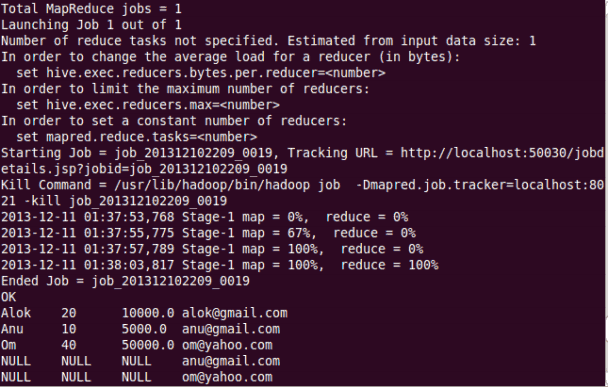 Total MapReduce jobs = 1
Launching Job 1 out of 1
Number of reduce tasks not specified. Estimated from input data size: 1
In order to change the average load for a reducer (in bytes):
  set hive.exec.reducers.bytes.per.reducer=<number>
In order to limit the maximum number of reducers:
  set hive.exec.reducers.max=<number>
In order to set a constant number of reducers:
  set mapred.reduce.tasks=<number>
Starting Job = job_201312102209_0019, Tracking URL = http://localhost:50030/jobd
etails.jsp?jobid=job_201312102209_0019
Kill Command = /usr/lib/hadoop/bin/hadoop job  -Dmapred.job.tracker=localhost:80
21 -kill job_201312102209_0019
2013-12-11 01:37:53,768 Stage-1 map = 0%,  reduce = 0%
2013-12-11 01:37:55,775 Stage-1 map = 67%,  reduce = 0%
2013-12-11 01:37:57,789 Stage-1 map = 100%,  reduce = 0%
2013-12-11 01:38:03,817 Stage-1 map = 100%,  reduce = 100%
Ended Job = job_201312102209_0019
OK
Alok    20      10000.0 alok@gmail.com
Anu     10      5000.0  anu@gmail.com
Om      40      50000.0 om@yahoo.com
NULL    NULL    NULL    anu@gmail.com
NULL    NULL    NULL    om@yahoo.com